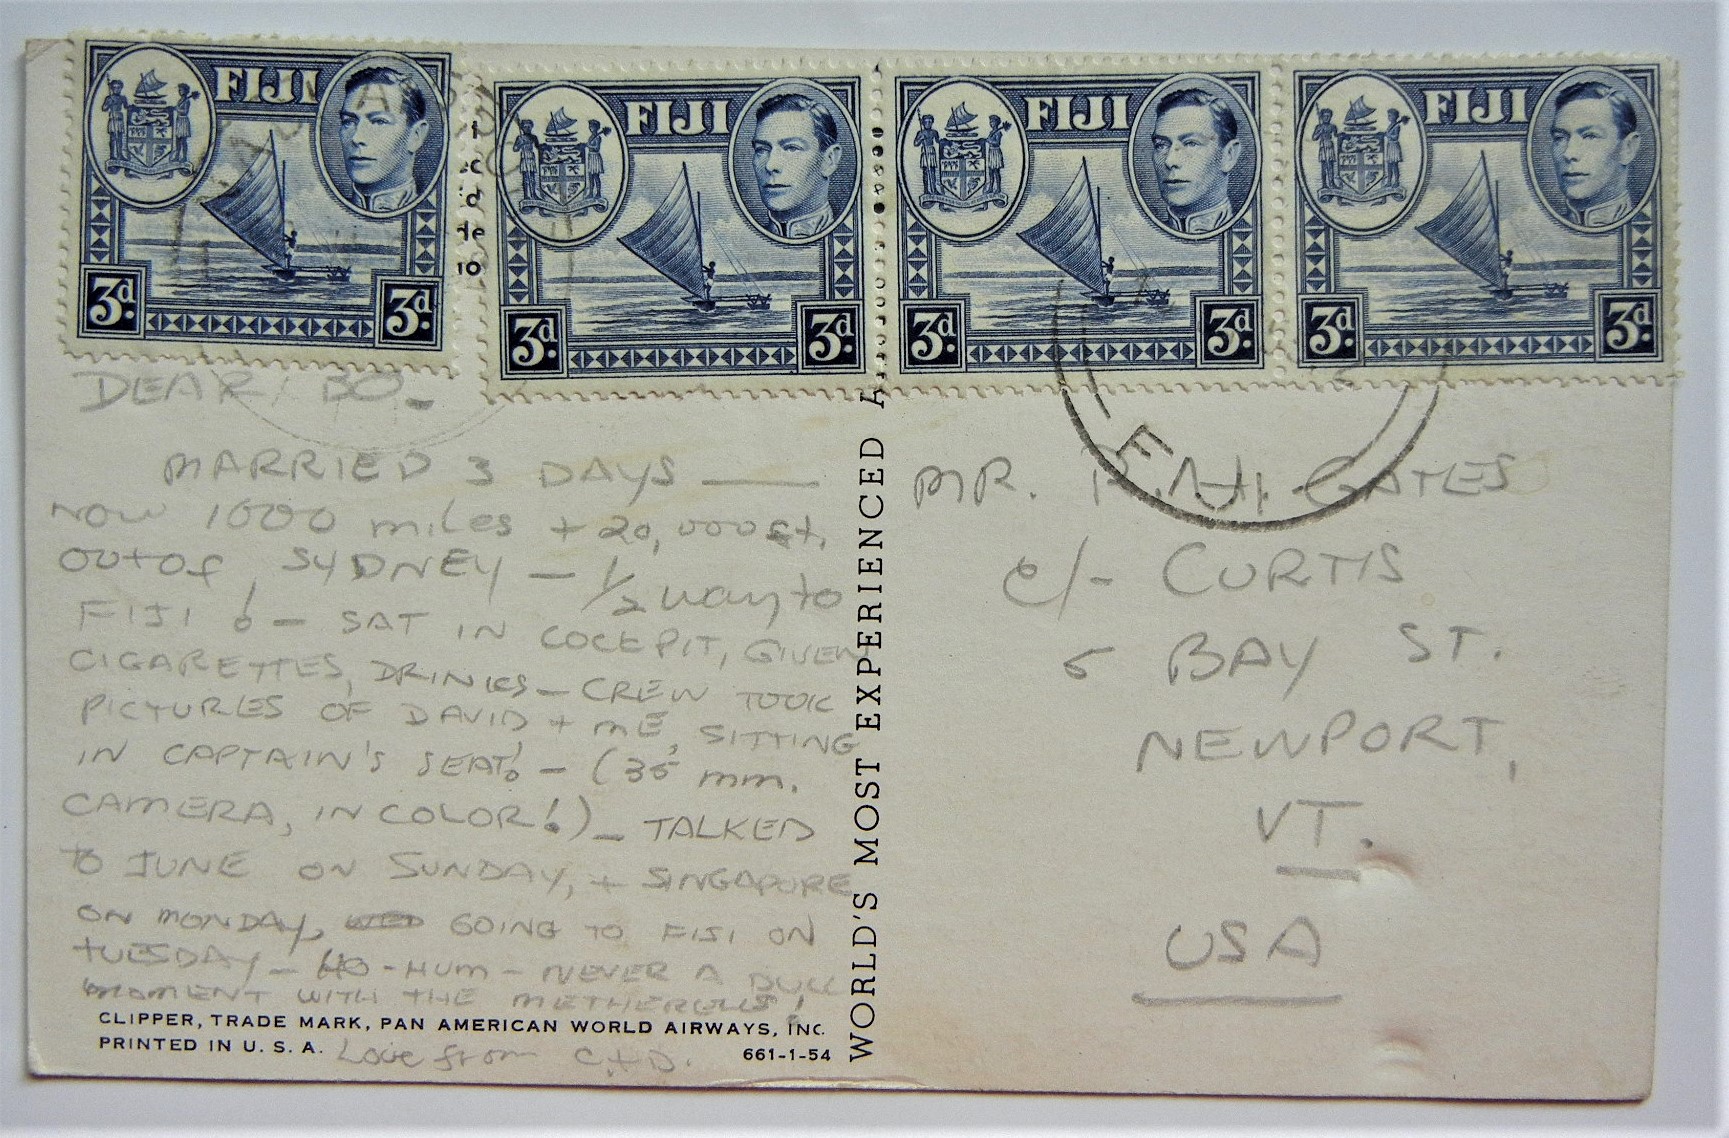 FIJI
3d.
3d.
FIJI
3d.
3d.
FIJI
3d.
3d.
FIJI
3d.
3d.
DEAR BO -
MARRIED 3 DAYS —
NOW 1000 miles + 20,000 ft.
OUT OF SYDNEY - 1/2 way to
FIJI! - SAT IN COCKPIT, GIVEN
CIGARETTES, DRINKS - CREW TOOK
PICTURES OF DAVID + ME, SITTING
IN CAPTAIN'S SEAT! - (35 mm.
CAMERA, IN COLOR!) - TALKED
TO JUNE ON SUNDAY, + SINGAPORE
ON MONDAY, GOING TO FIJI ON
TUESDAY - HO-HUM - NEVER A DULL
MOMENT WITH THE METHERELLS!
CLIPPER, TRADE MARK, PAN AMERICAN WORLD AIRWAYS, INC.
PRINTED IN U. S. A.
661-1-54
Love from C. + D.
WORLD'S MOST EXPERIENCED A
MR. GATES
c/- CURTIS
5 BAY ST.
NEWPORT,
VT.
USA